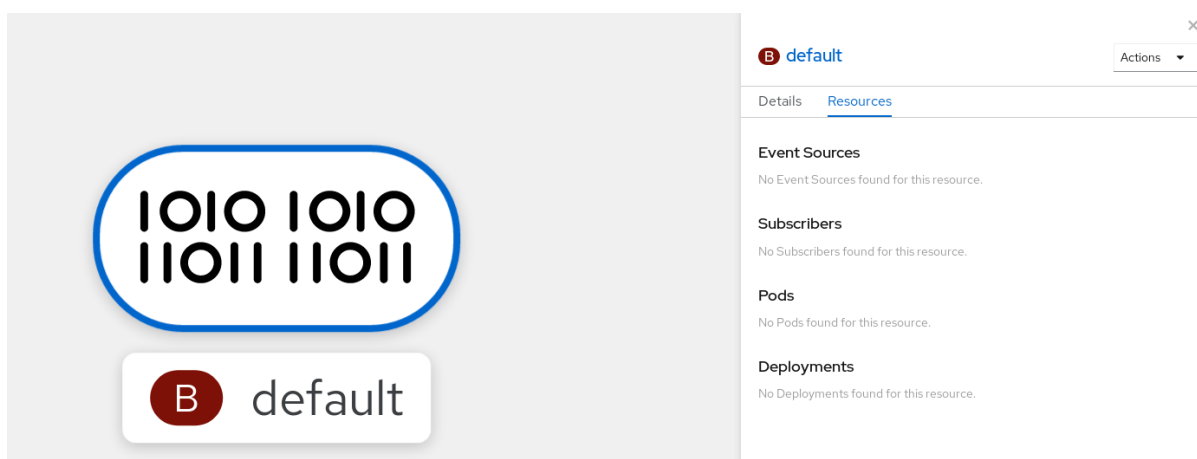 1010 1010
11011 11011
B default
B default
Actions
Details Resources
Event Sources
No Event Sources found for this resource.
Subscribers
No Subscribers found for this resource.
Pods
No Pods found for this resource.
Deployments
No Deployments found for this resource.